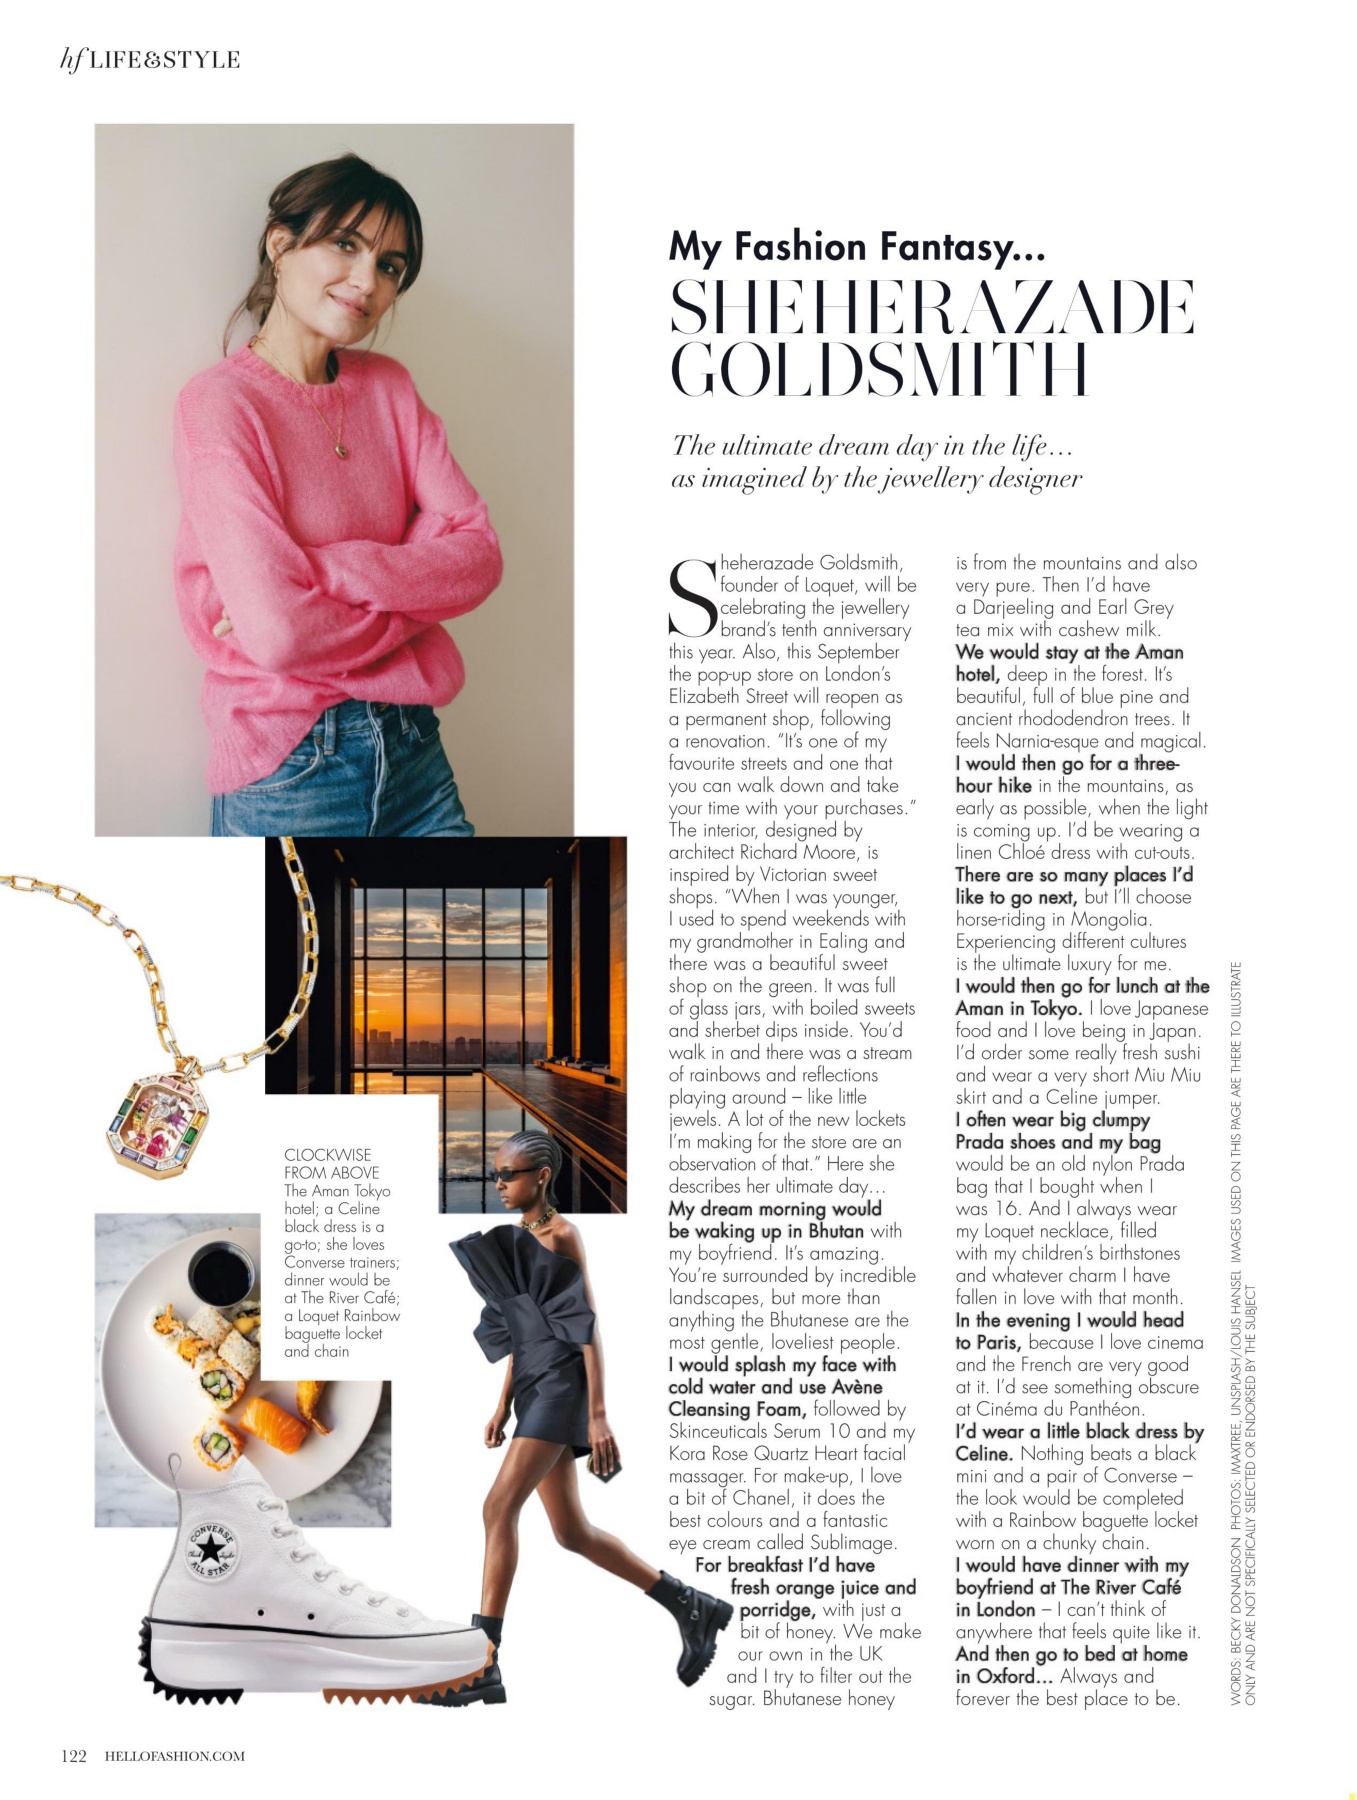 hf LIFE&STYLE
My Fashion Fantasy...
SHEHERAZADE
GOLDSMITH
The ultimate dream day in the life...
as imagined by the jewellery designer
Sheherazade Goldsmith,
founder of Loquet, will be
celebrating the jewellery
brand's tenth anniversary
this year. Also, this September
the pop-up store on London's
Elizabeth Street will reopen as
a permanent shop, following
a renovation. "It's one of my
favourite streets and one that
you can walk down and take
your time with your purchases."
The interior, designed by
architect Richard Moore, is
inspired by Victorian sweet
shops. "When I was younger,
I used to spend weekends with
my grandmother in Ealing and
there was a beautiful sweet
shop on the green. It was full
of glass jars, with boiled sweets
and sherbet dips inside. You'd
walk in and there was a stream
of rainbows and reflections
playing around – like little
jewels. A lot of the new lockets
I'm making for the store are an
observation of that." Here she
describes her ultimate day...
My dream morning would
be waking up in Bhutan with
my boyfriend. It's amazing.
You're surrounded by incredible
landscapes, but more than
anything the Bhutanese are the
most gentle, loveliest people.
I would splash my face with
cold water and use Avène
Cleansing Foam, followed by
Skinceuticals Serum 10 and my
Kora Rose Quartz Heart facial
massager. For make-up, I love
a bit of Chanel, it does the
best colours and a fantastic
eye cream called Sublimage.
For breakfast I'd have
fresh orange juice and
porridge, with just a
bit of honey. We make
our own in the UK
and I try to filter out the
sugar. Bhutanese honey
is from the mountains and also
very pure. Then I'd have
a Darjeeling and Earl Grey
tea mix with cashew milk.
We would stay at the Aman
hotel, deep in the forest. It's
beautiful, full of blue pine and
ancient rhododendron trees. It
feels Narnia-esque and magical.
I would then go for a three-
hour hike in the mountains, as
early as possible, when the light
is coming up. I'd be wearing a
linen Chloé dress with cut-outs.
There are so many places I'd
like to go next, but I'll choose
horse-riding in Mongolia.
Experiencing different cultures
is the ultimate luxury for me.
I would then go for lunch at the
Aman in Tokyo. I love Japanese
food and I love being in Japan.
I'd order some really fresh sushi
and wear a very short Miu Miu
skirt and a Celine jumper.
I often wear big clumpy
Prada shoes and my bag
would be an old nylon Prada
bag that I bought when I
was 16. And I always wear
my Loquet necklace, filled
with my children's birthstones
and whatever charm I have
fallen in love with that month.
In the evening I would head
to Paris, because I love cinema
and the French are very good
at it. I'd see something obscure
at Cinéma du Panthéon.
I'd wear a little black dress by
Celine. Nothing beats a black
mini and a pair of Converse –
the look would be completed
with a Rainbow baguette locket
worn on a chunky chain.
I would have dinner with my
boyfriend at The River Café
in London – I can't think of
anywhere that feels quite like it.
And then go to bed at home
in Oxford... Always and
forever the best place to be.
CLOCKWISE
FROM ABOVE
The Aman Tokyo
hotel; a Celine
black dress is a
go-to; she loves
Converse trainers;
dinner would be
at The River Café;
a Loquet Rainbow
baguette locket
and chain
CONVERSE
Chuck Taylor
ALL STAR
WORDS: BECKY DONALDSON PHOTOS: IMAXTREE, UNSPLASH/LOUIS HANSEL IMAGES USED ON THIS PAGE ARE THERE TO ILLUSTRATE
ONLY AND ARE NOT SPECIFICALLY SELECTED OR ENDORSED BY THE SUBJECT
122 HELLOFASHION.COM